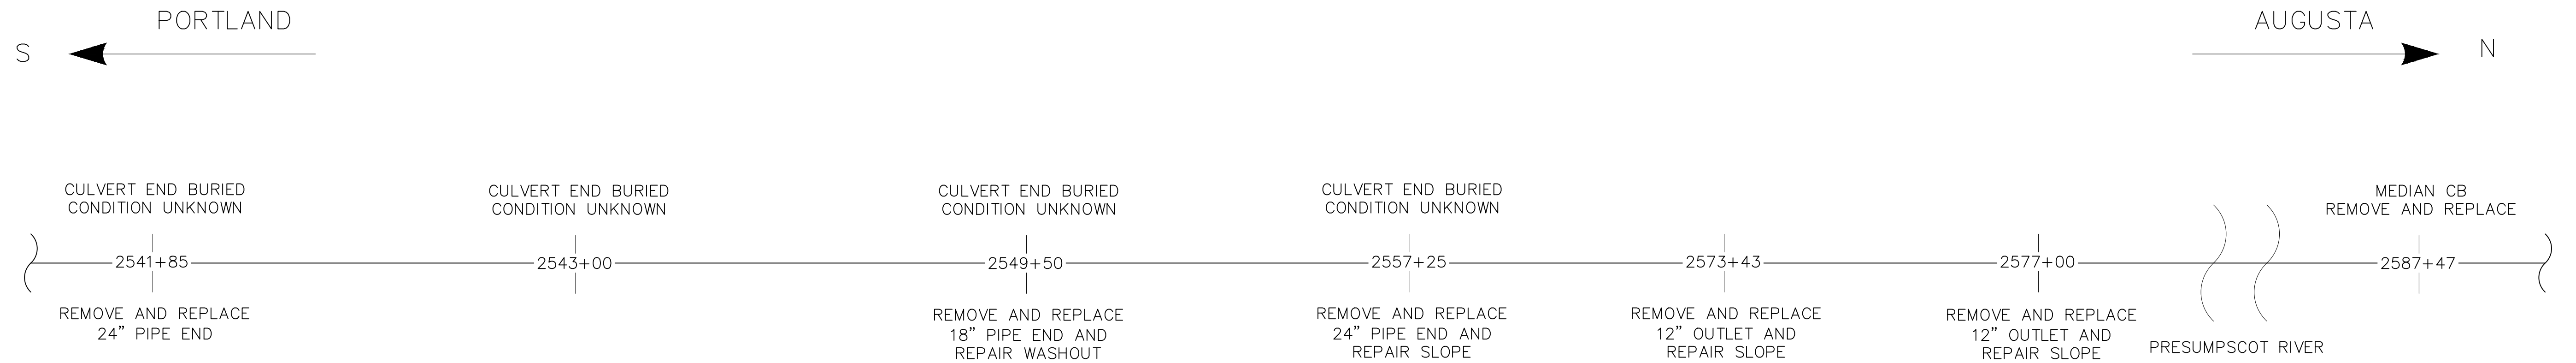 PORTLAND
AUGUSTA
S
N
CULVERT END BURIED
CONDITION UNKNOWN
CULVERT END BURIED
CONDITION UNKNOWN
CULVERT END BURIED
CONDITION UNKNOWN
CULVERT END BURIED
CONDITION UNKNOWN
MEDIAN CB
REMOVE AND REPLACE
2541+85
2543+00
2549+50
2557+25
2573+43
2577+00
2587+47
REMOVE AND REPLACE
24” PIPE END
REMOVE AND REPLACE
18” PIPE END AND
REPAIR WASHOUT
REMOVE AND REPLACE
24” PIPE END AND
REPAIR SLOPE
REMOVE AND REPLACE
12” OUTLET AND
REPAIR SLOPE
REMOVE AND REPLACE
12” OUTLET AND
REPAIR SLOPE
PRESUMPSCOT RIVER